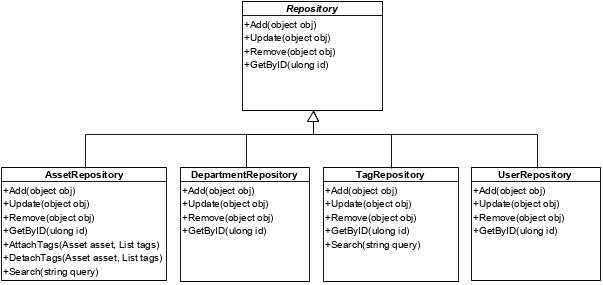 Repository
+Add(object obj)
+Update(object obj)
+Remove(object obj)
+GetByID(ulong id)
AssetRepository
+Add(object obj)
+Update(object obj)
+Remove(object obj)
+GetByID(ulong id)
+AttachTags(Asset asset, List tags)
+DetachTags(Asset asset, List tags)
+Search(string query)
DepartmentRepository
+Add(object obj)
+Update(object obj)
+Remove(object obj)
+GetByID(ulong id)
TagRepository
+Add(object obj)
+Update(object obj)
+Remove(object obj)
+GetByID(ulong id)
+Search(string query)
UserRepository
+Add(object obj)
+Update(object obj)
+Remove(object obj)
+GetByID(ulong id)